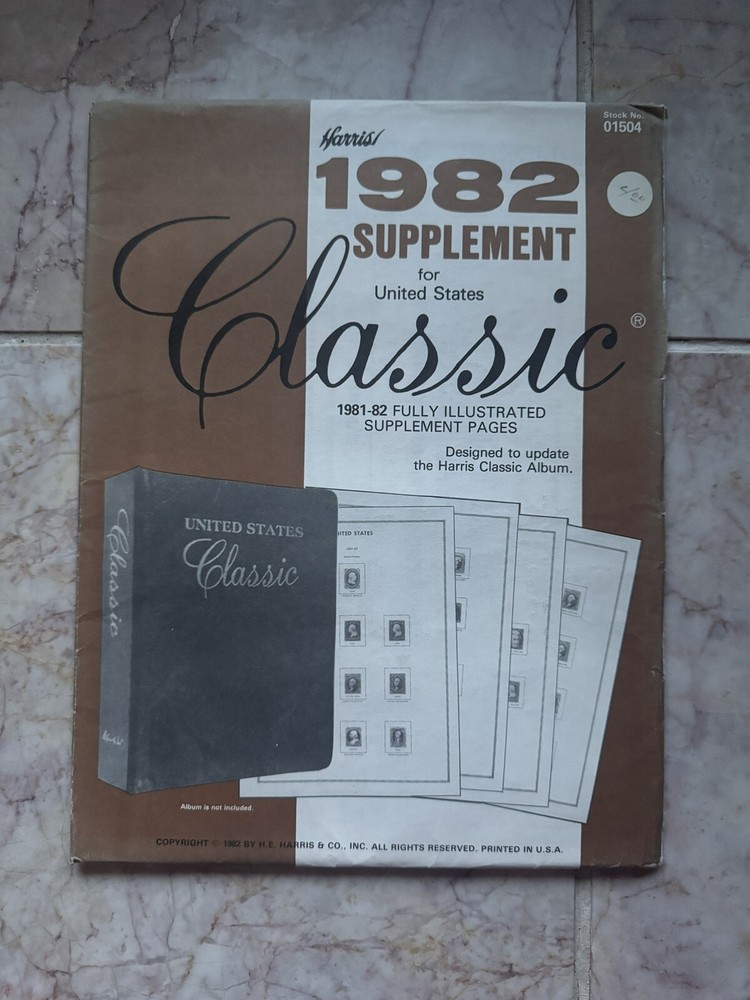 Stock No.
01504
Harris
1982
SUPPLEMENT
for
United States
Classic®
1981-82 FULLY ILLUSTRATED
SUPPLEMENT PAGES
Designed to update
the Harris Classic Album.
UNITED STATES
Classic
Classic
Harris
STATES
Album is not included.
COPYRIGHT © 1982 BY H.E. HARRIS & CO., INC. ALL RIGHTS RESERVED. PRINTED IN U.S.A.